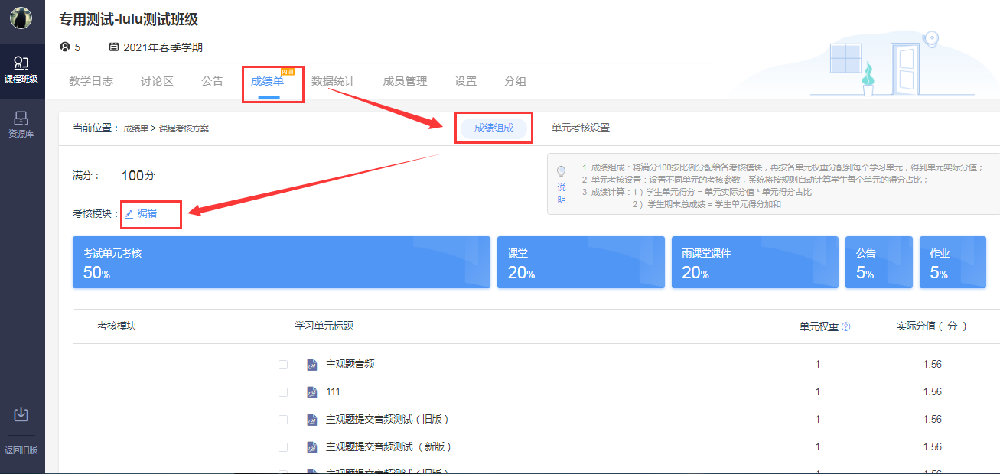 专用测试-lulu测试班级
5 2021年春季学期
课程班级
资源库
返回旧版
教学日志 讨论区 公告 成绩单 内测 数据统计 成员管理 设置 分组
当前位置： 成绩单 > 课程考核方案 成绩组成 单元考核设置
满分： 100分
考核模块： 编辑
说明
1. 成绩组成：将满分100按比例分配给各考核模块，再按各单元权重分配到每个学习单元，得到单元实际分值；
2. 单元考核设置：设置不同单元的考核参数，系统将按规则自动计算学生每个单元的得分占比；
3. 成绩计算：1）学生单元得分 = 单元实际分值 * 单元得分占比
2） 学生期末总成绩 = 学生单元得分加和
考试单元考核 课堂 雨课堂课件 公告 作业
50% 20% 20% 5% 5%
考核模块 学习单元标题 单元权重 ? 实际分值（ 分 ）
主观题音频 1 1.56
111 1 1.56
主观题提交音频测试（旧版） 1 1.56
主观题提交音频测试 （新版） 1 1.56
主观题提交音频测试（旧版） 1 1.56